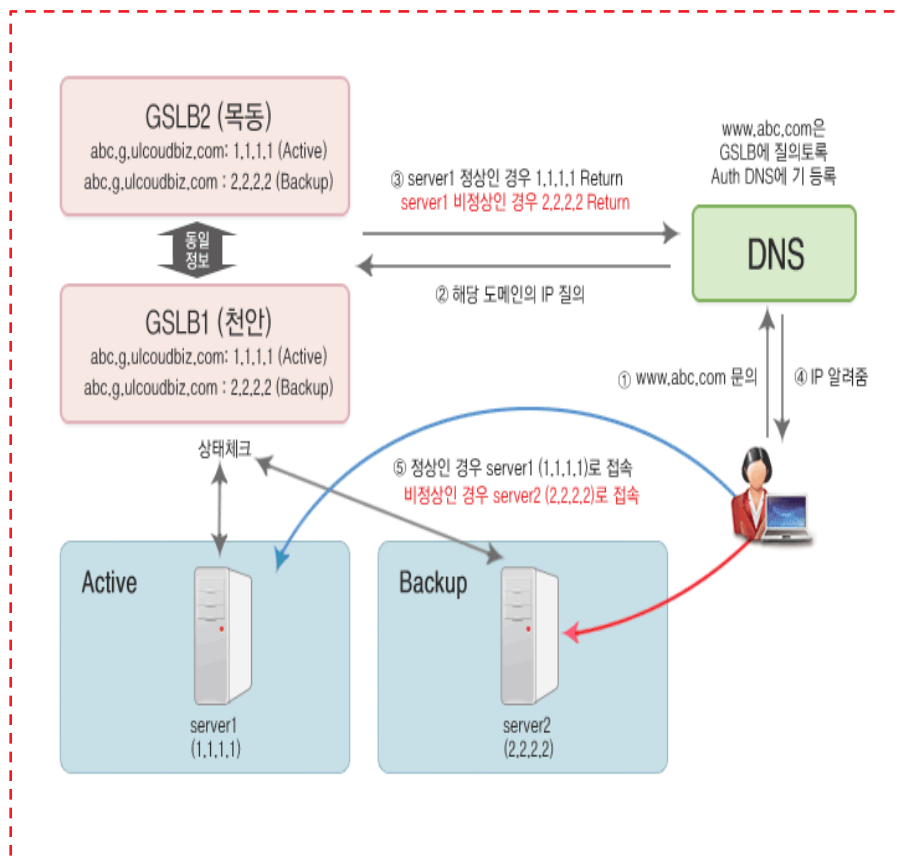 GSLB2 (목동)
abc.g.ulcoudbiz.com: 1.1.1.1 (Active)
abc.g.ulcoudbiz.com : 2.2.2.2 (Backup)
동일
정보
GSLB1 (천안)
abc.g.ulcoudbiz.com: 1.1.1.1 (Active)
abc.g.ulcoudbiz.com : 2.2.2.2 (Backup)
③ server1 정상인 경우 1.1.1.1 Return
server1 비정상인 경우 2.2.2.2 Return
② 해당 도메인의 IP 질의
www.abc.com은
GSLB에 질의토록
Auth DNS에 기 등록
DNS
① www.abc.com 문의
④ IP 알려줌
상태체크
⑤ 정상인 경우 server1 (1.1.1.1)로 접속
비정상인 경우 server2 (2.2.2.2)로 접속
Active
server1
(1.1.1.1)
Backup
server2
(2.2.2.2)